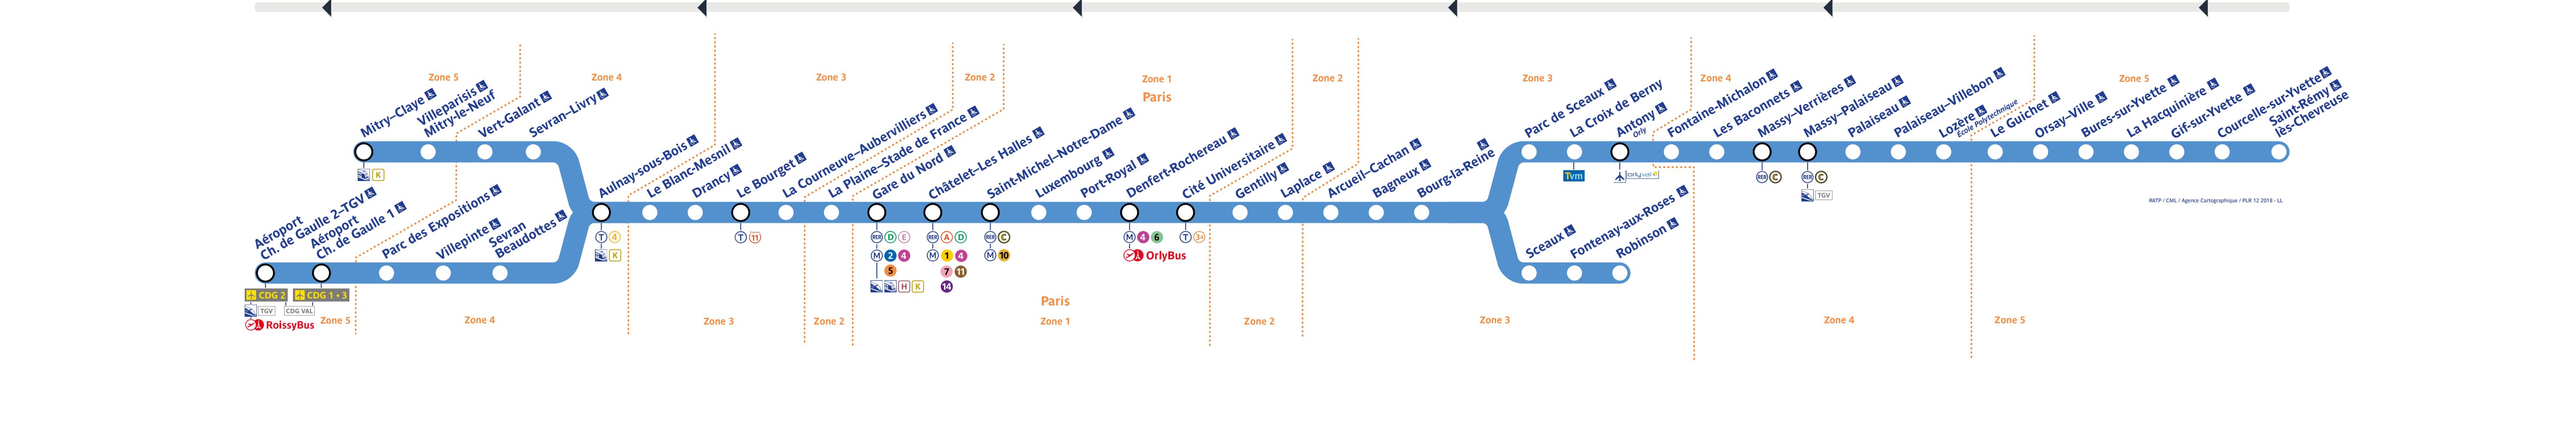 Zone 5
Zone 4
Zone 3
Zone 2
Zone 1
Paris
Zone 2
Zone 3
Zone 4
Zone 5
Mitry–Claye
Villeparisis
Mitry-le-Neuf
Vert-Galant
Sevran–Livry
K
Aéroport
Ch. de Gaulle 2–TGV
Aéroport
Ch. de Gaulle 1
Parc des Expositions
Villepinte
Sevran
Beaudottes
CDG 2
CDG 1 • 3
TGV
CDG VAL
RoissyBus
Aulnay-sous-Bois
T 4
K
Le Blanc-Mesnil
Drancy
Le Bourget
T 11
La Courneuve–Aubervilliers
La Plaine–Stade de France
Gare du Nord
RER D E
M 2 4
5
H K
Châtelet–Les Halles
RER A D
M 1 4
7 11
14
Saint-Michel–Notre-Dame
RER C
M 10
Luxembourg
Port-Royal
Denfert-Rochereau
M 4 6
OrlyBus
Cité Universitaire
T 3a
Gentilly
Laplace
Arcueil–Cachan
Bagneux
Bourg-la-Reine
Parc de Sceaux
La Croix de Berny
Tvm
Antony
Orly
orlyval
Fontaine-Michalon
Les Baconnets
Massy–Verrières
RER C
Massy–Palaiseau
RER C
TGV
Palaiseau
Palaiseau–Villebon
Lozère
École Polytechnique
Le Guichet
Orsay–Ville
Bures-sur-Yvette
La Hacquinière
Gif-sur-Yvette
Courcelle-sur-Yvette
Saint-Rémy
lès-Chevreuse
Sceaux
Fontenay-aux-Roses
Robinson
RATP / CML / Agence Cartographique / PLR 12 2018 - LL
Zone 5
Zone 4
Zone 3
Zone 2
Paris
Zone 1
Zone 2
Zone 3
Zone 4
Zone 5